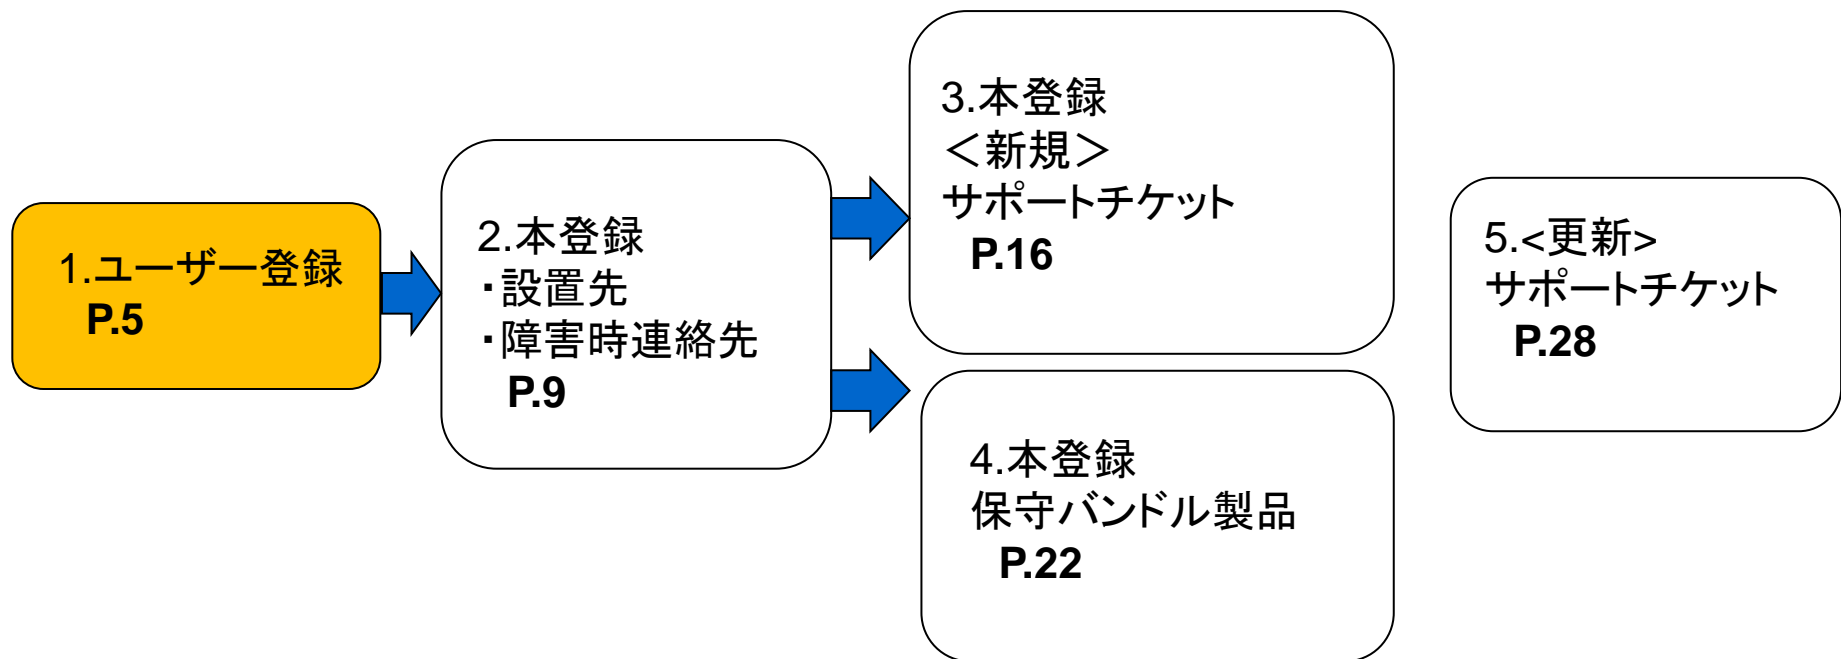 1.ユーザー登録
P.5
2.本登録
・設置先
・障害時連絡先
P.9
3.本登録
＜新規＞
サポートチケット
P.16
4.本登録
保守バンドル製品
P.22
5.<更新>
サポートチケット
P.28